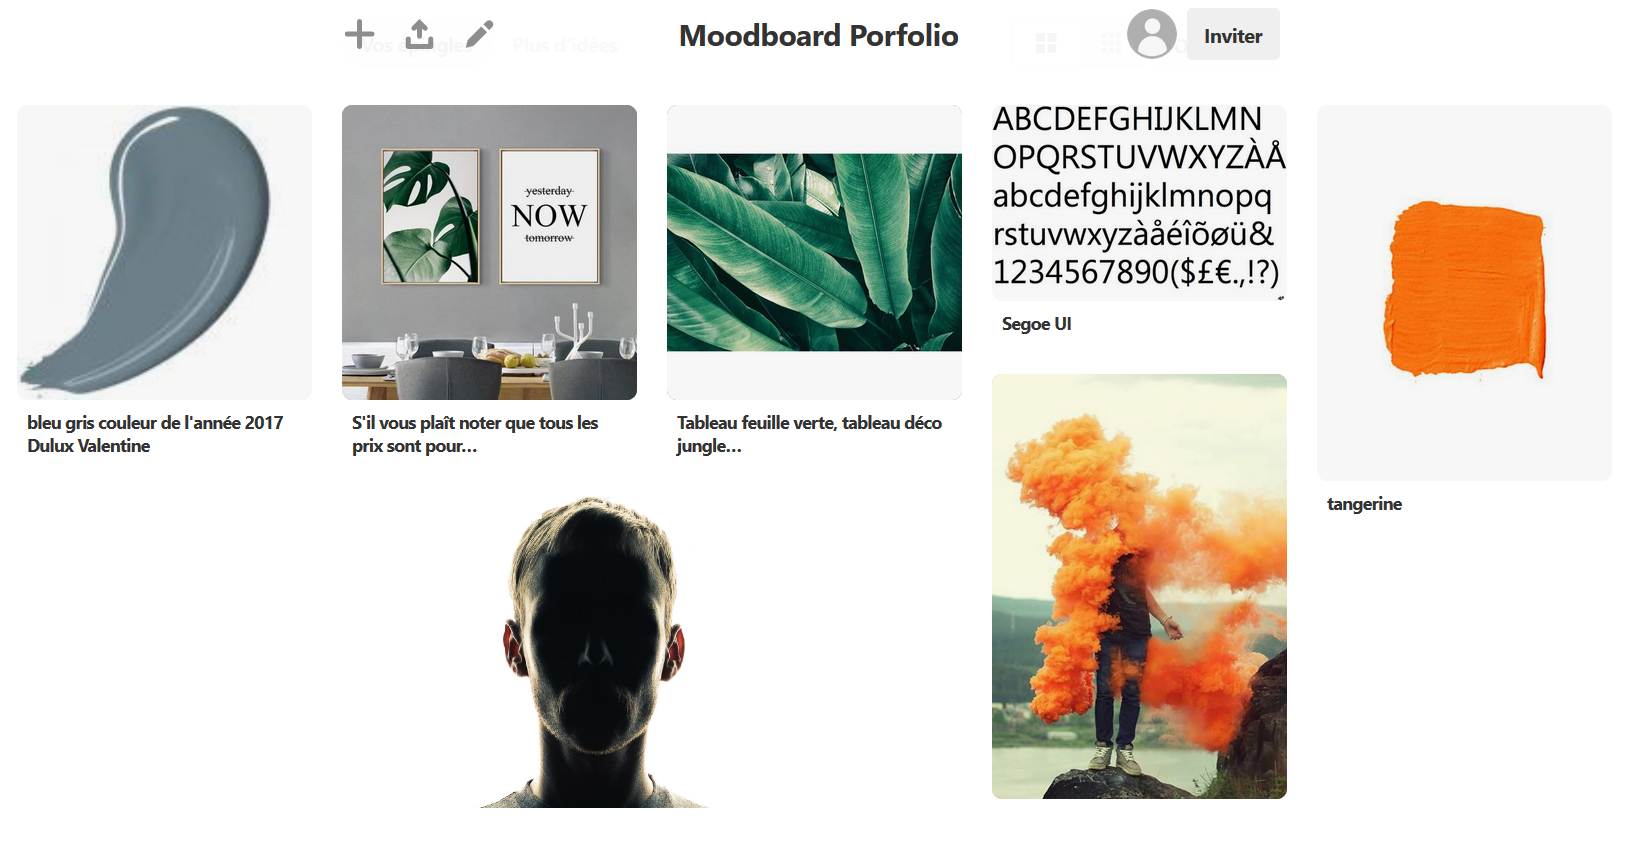 Vos épingles
Plus d'idées
Moodboard Porfolio
Inviter
bleu gris couleur de l'année 2017
Dulux Valentine
yesterday
NOW
tomorrow
S'il vous plaît noter que tous les
prix sont pour...
Tableau feuille verte, tableau déco
jungle...
ABCDEFGHIJKLMN
OPQRSTUVWXYZÀÅ
abcdefghijklmnopq
rstuvwxyzàåéîõøü&
1234567890($£€.,!?)
Segoe UI
tangerine